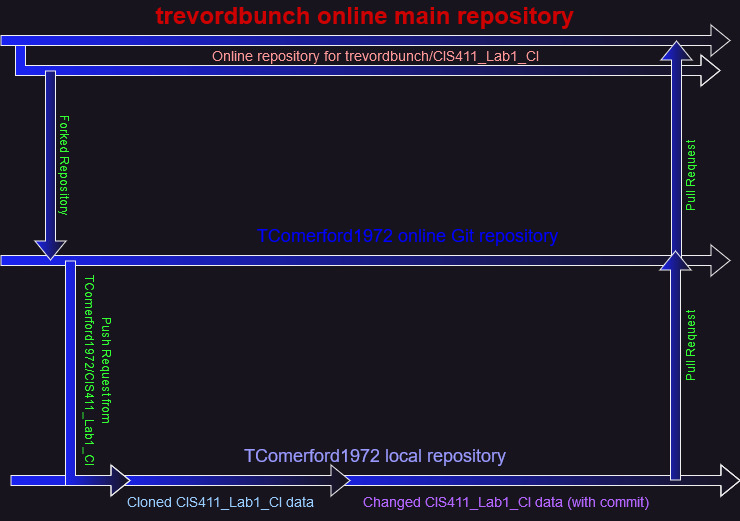 trevordbunch online main repository
Online repository for trevordbunch/CIS411_Lab1_CI
Forked Repository
Pull Request
TComerford1972 online Git repository
Push Request from
TComerford1972/CIS411_Lab1_CI
Pull Request
TComerford1972 local repository
Cloned CIS411_Lab1_CI data
Changed CIS411_Lab1_CI data (with commit)